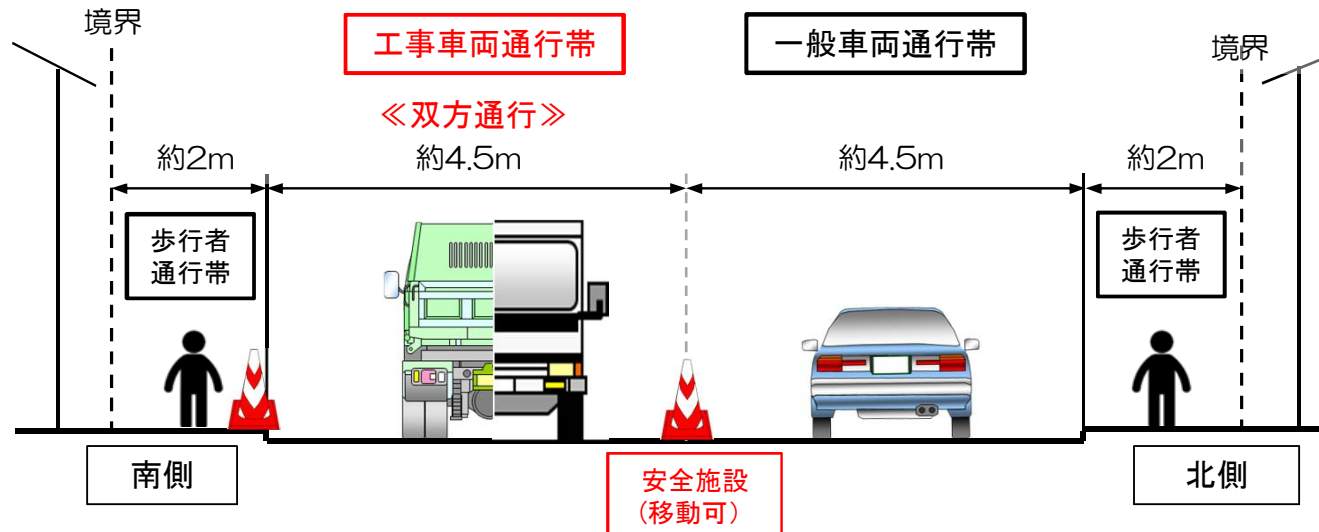 境界
工事車両通行帯
一般車両通行帯
境界
≪双方通行≫
約2m
約4.5m
約4.5m
約2m
歩行者
通行帯
歩行者
通行帯
南側
安全施設
(移動可)
北側